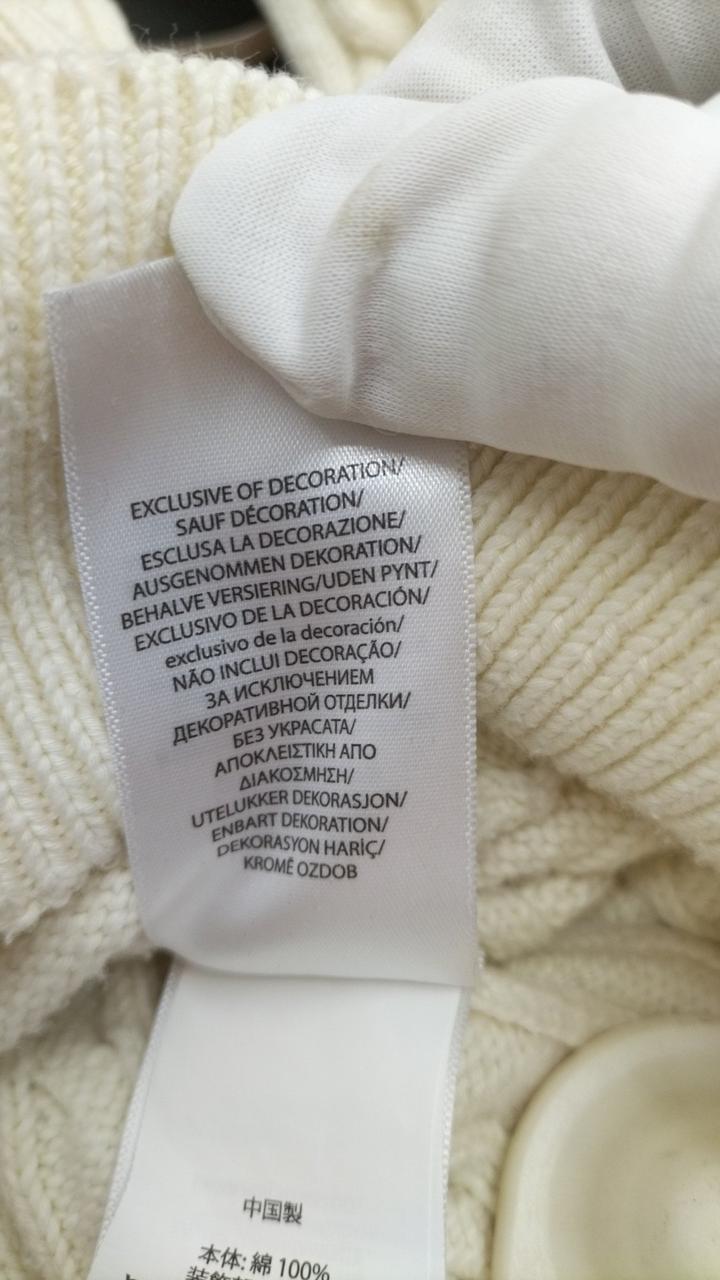 EXCLUSIVE OF DECORATION/
SAUF DÉCORATION/
ESCLUSA LA DECORAZIONE/
AUSGENOMMEN DEKORATION/
BEHALVE VERSIERING/UDEN PYNT/
EXCLUSIVO DE LA DECORACIÓN/
exclusivo de la decoración/
NÃO INCLUI DECORAÇÃO/
ЗА ИСКЛЮЧЕНИЕМ
ДЕКОРАТИВНОЙ ОТДЕЛКИ/
БЕЗ УКРАСАТА/
ΑΠΟΚΛΕΙΣΤΙΚΗ ΑΠΟ
ΔΙΑΚΟΣΜΗΣΗ/
UTELUKKER DEKORASJON/
ENBART DEKORATION/
DEKORASYON HARİÇ/
KROMĚ OZDOB
中国製
本体: 綿 100%